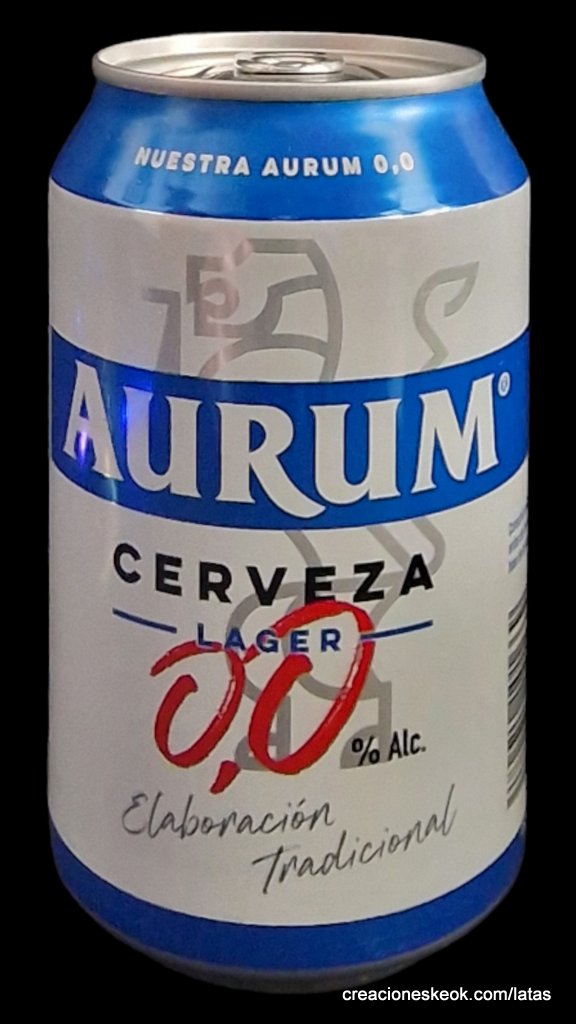 NUESTRA AURUM 0,0
AURUM®
CERVEZA
LAGER
0,0
% Alc.
Elaboración
Tradicional
creacioneskeok.com/latas